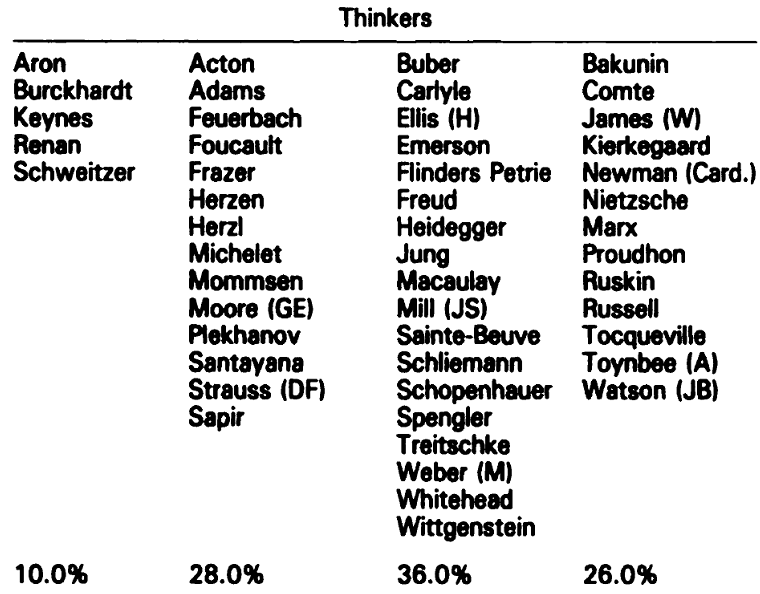 Thinkers
Aron Acton Buber Bakunin
Burckhardt Adams Carlyle Comte
Keynes Feuerbach Ellis (H) James (W)
Renan Foucault Emerson Kierkegaard
Schweitzer Frazer Flinders Petrie Newman (Card.)
Herzen Freud Nietzsche
Herzl Heidegger Marx
Michelet Jung Proudhon
Mommsen Macaulay Ruskin
Moore (GE) Mill (JS) Russell
Plekhanov Sainte-Beuve Tocqueville
Santayana Schliemann Toynbee (A)
Strauss (DF) Schopenhauer Watson (JB)
Sapir Spengler
Treitschke
Weber (M)
Whitehead
Wittgenstein
10.0% 28.0% 36.0% 26.0%